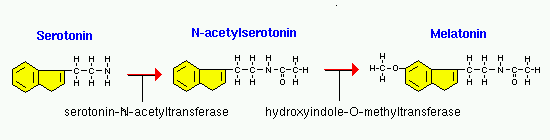 Serotonin
N-acetylserotonin
Melatonin
H H H
C-C-N
H H H
H H H
C-C-N-C-C-H
H H O H
H H H H
H-C-O C-C-N-C-C-H
H H H O H
serotonin-N-acetyltransferase
hydroxyindole-O-methyltransferase